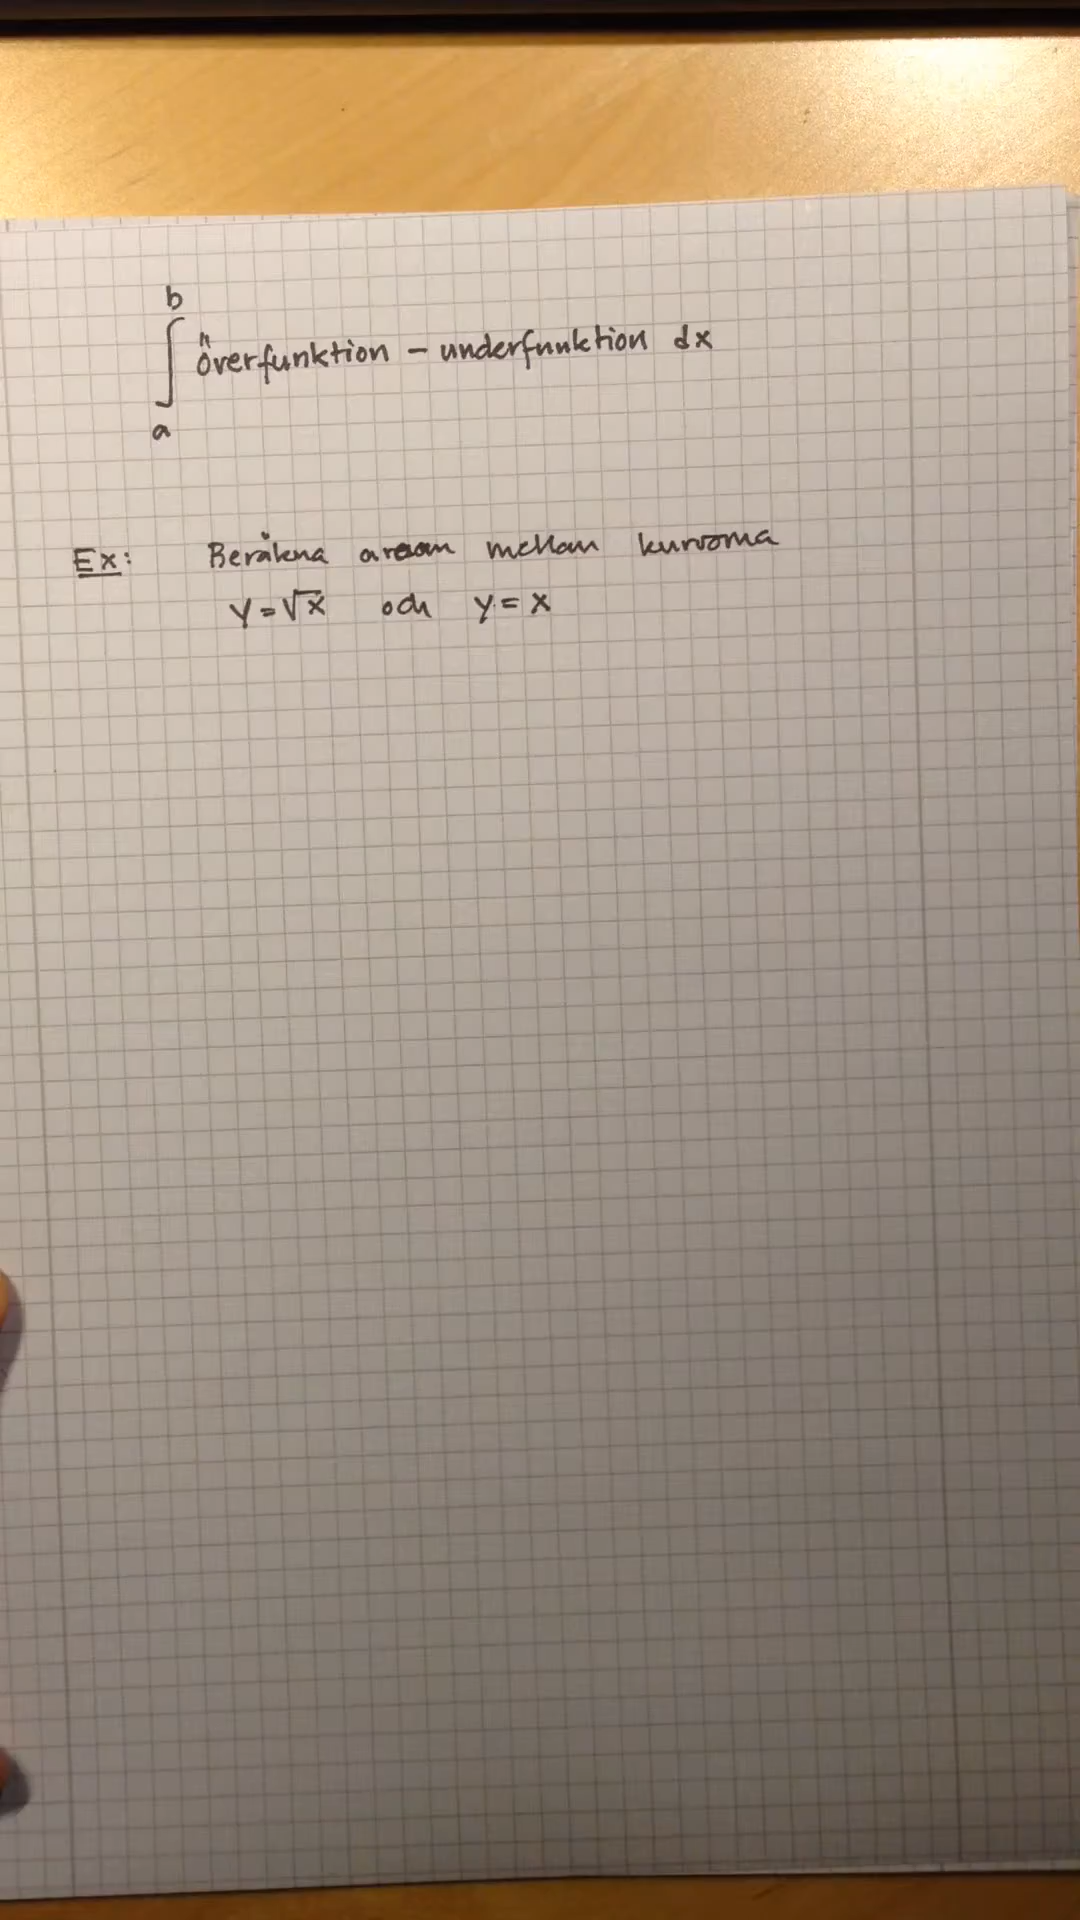 b
∫ Överfunktion – underfunktion dx
a
Ex: Beräkna arean mellan kurvorna
y = √x och y = x